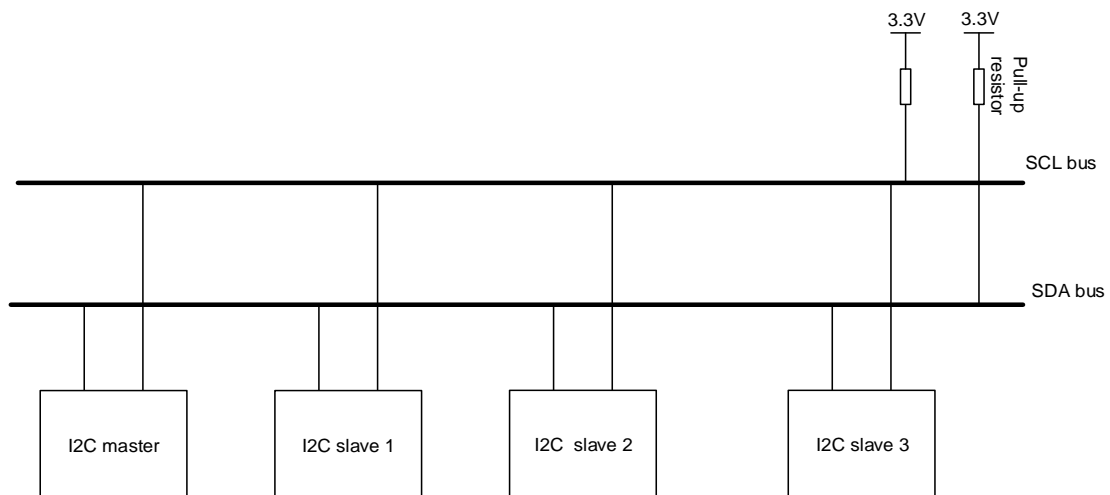 3.3V
3.3V
Pull-up
resistor
SCL bus
SDA bus
I2C master
I2C slave 1
I2C slave 2
I2C slave 3